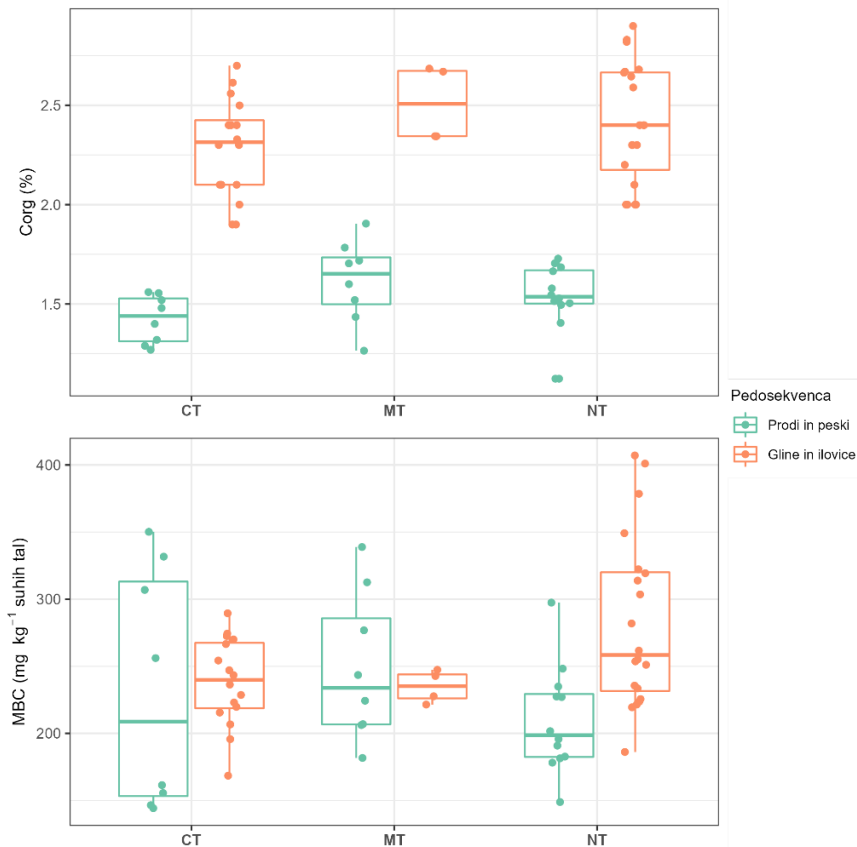 Corg (%)
2.5
2.0
1.5
CT MT NT
Pedosekvenca
Prodi in peski
Gline in ilovice
MBC (mg kg⁻¹ suhih tal)
400
300
200
CT MT NT